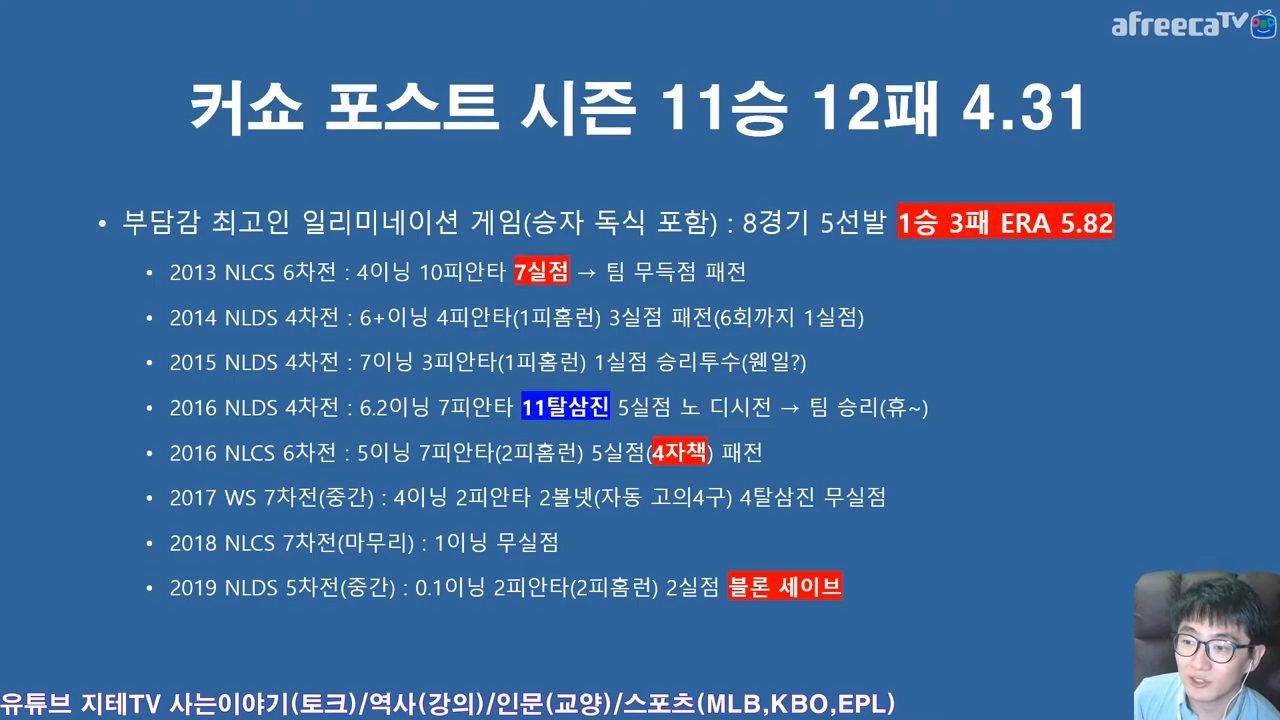 afreecaTV
커쇼 포스트 시즌 11승 12패 4.31
• 부담감 최고인 일리미네이션 게임(승자 독식 포함) : 8경기 5선발 1승 3패 ERA 5.82
• 2013 NLCS 6차전 : 4이닝 10피안타 7실점 → 팀 무득점 패전
• 2014 NLDS 4차전 : 6+이닝 4피안타(1피홈런) 3실점 패전(6회까지 1실점)
• 2015 NLDS 4차전 : 7이닝 3피안타(1피홈런) 1실점 승리투수(웬일?)
• 2016 NLDS 4차전 : 6.2이닝 7피안타 11탈삼진 5실점 노 디시전 → 팀 승리(휴~)
• 2016 NLCS 6차전 : 5이닝 7피안타(2피홈런) 5실점(4자책) 패전
• 2017 WS 7차전(중간) : 4이닝 2피안타 2볼넷(자동 고의4구) 4탈삼진 무실점
• 2018 NLCS 7차전(마무리) : 1이닝 무실점
• 2019 NLDS 5차전(중간) : 0.1이닝 2피안타(2피홈런) 2실점 블론 세이브
유튜브 지테TV 사는이야기(토크)/역사(강의)/인문(교양)/스포츠(MLB,KBO,EPL)